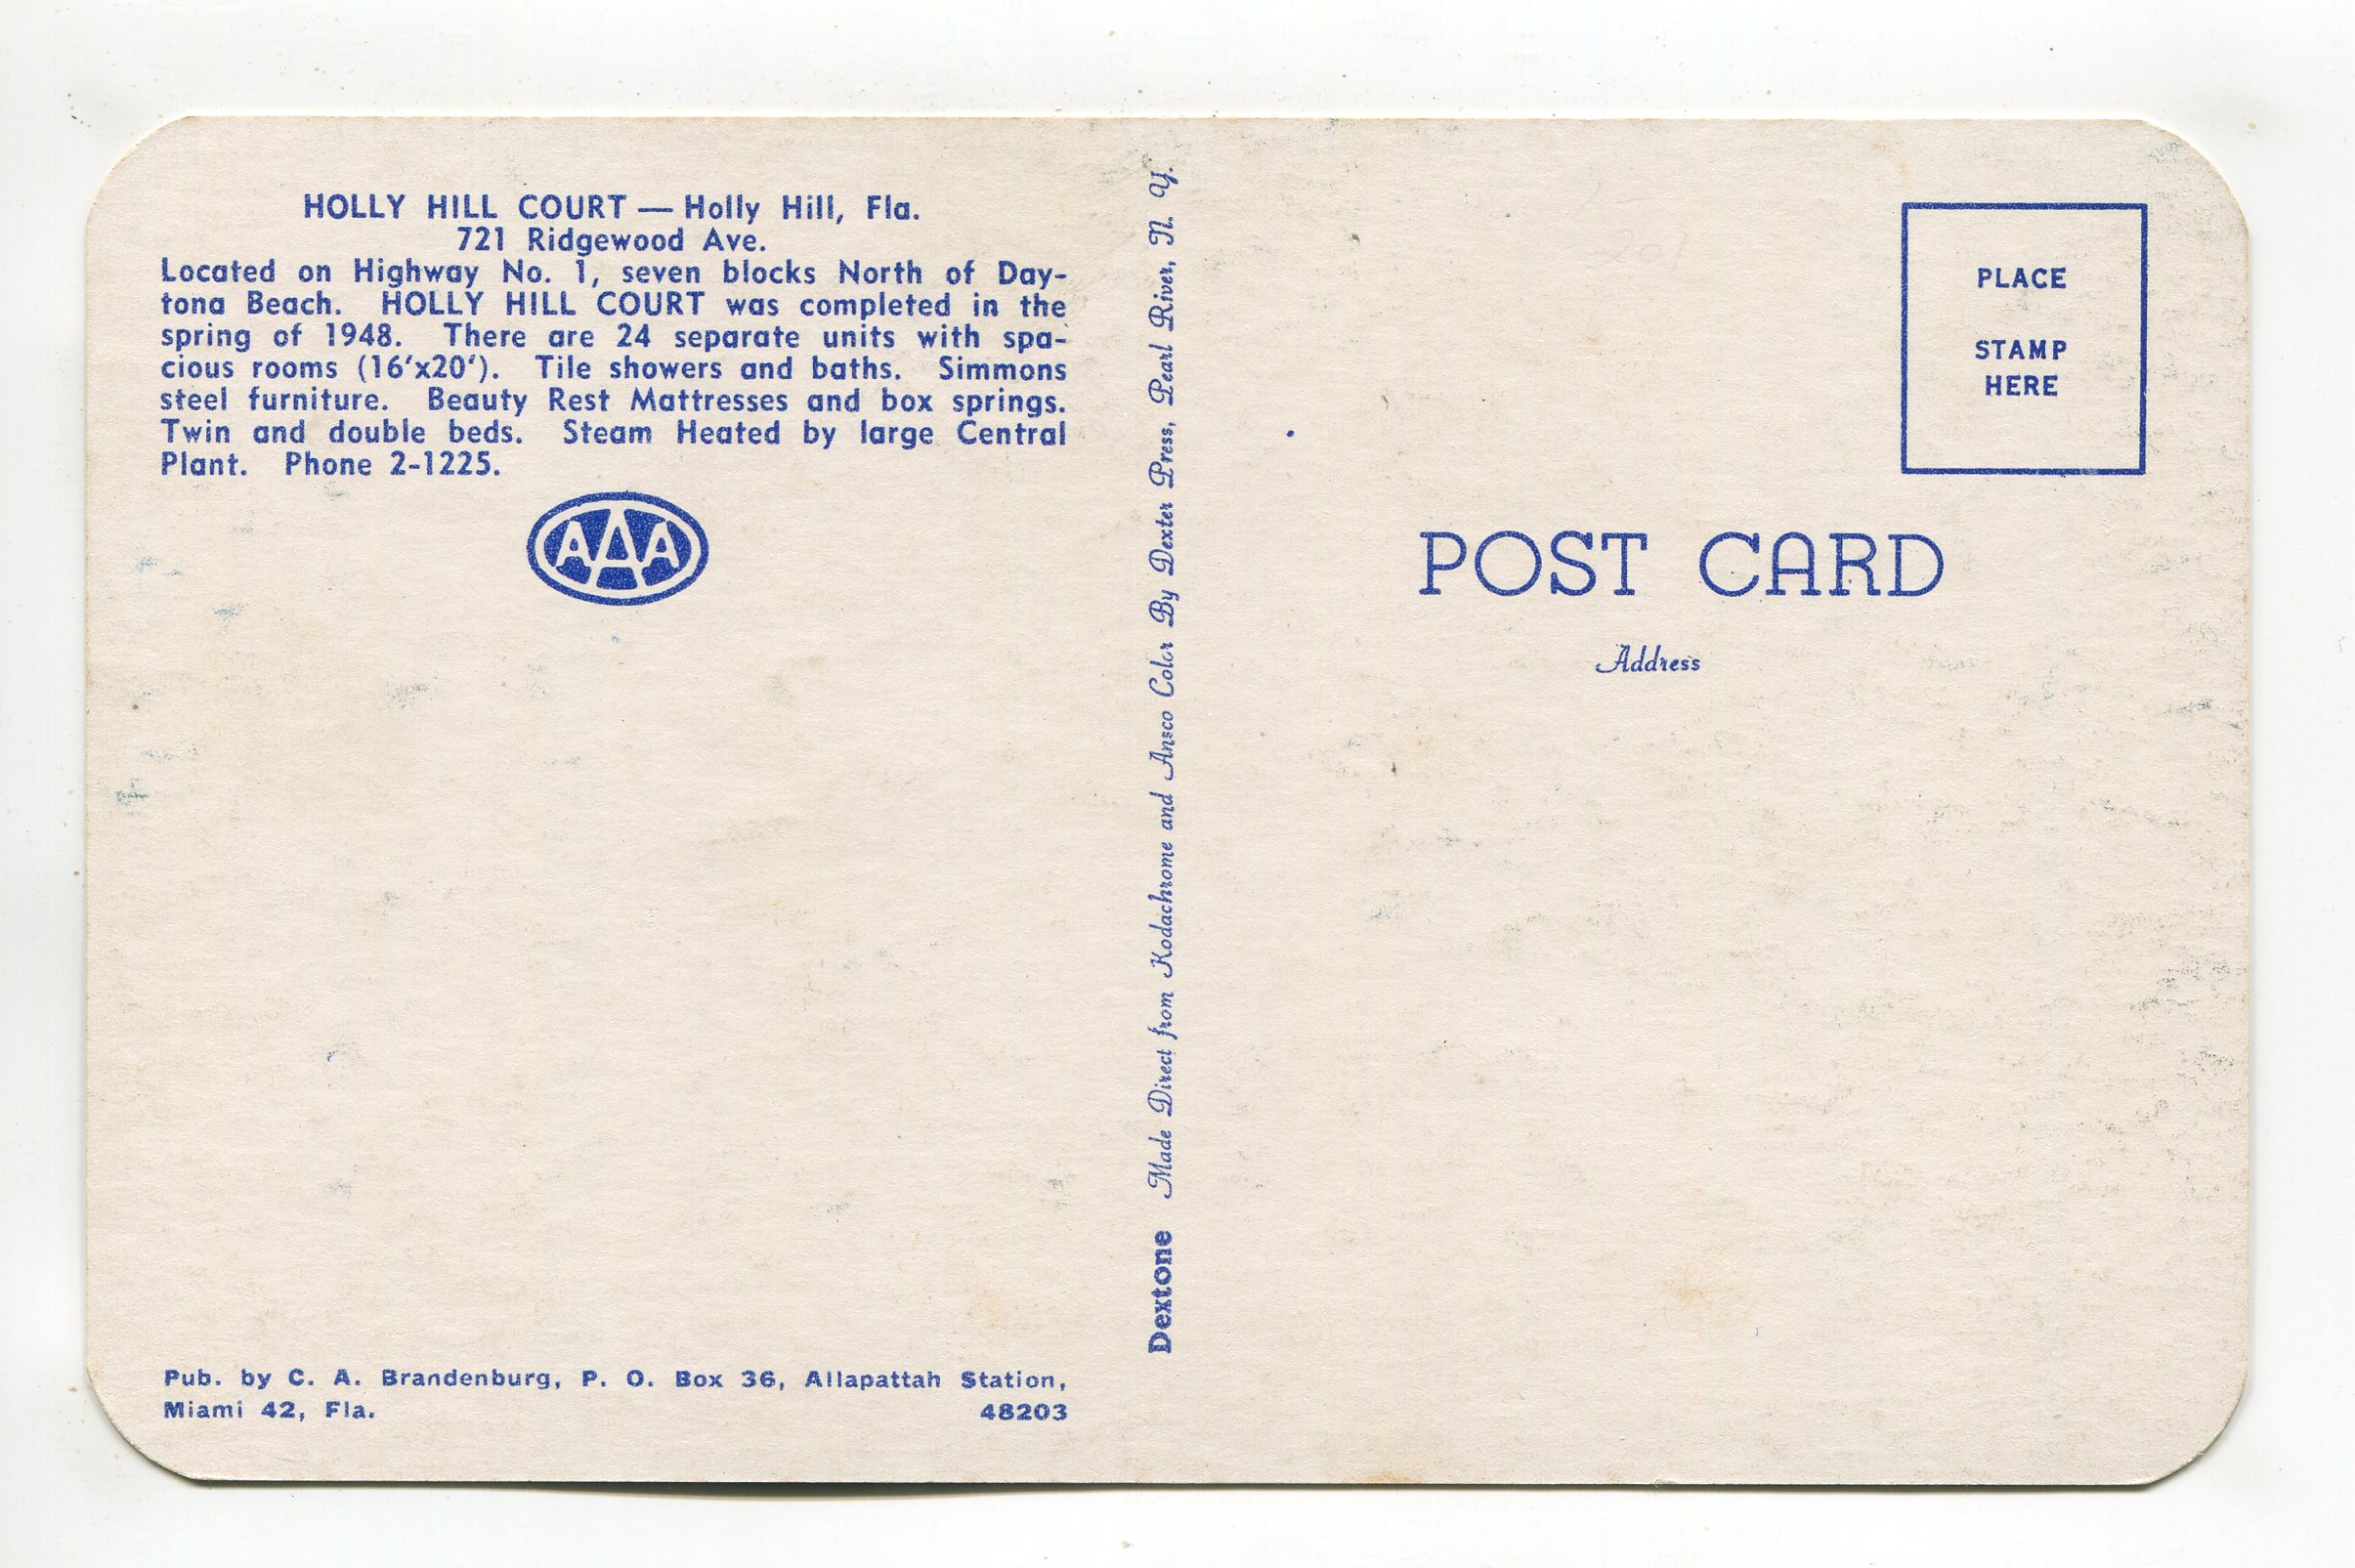 HOLLY HILL COURT — Holly Hill, Fla.
721 Ridgewood Ave.
Located on Highway No. 1, seven blocks North of Day-
tona Beach. HOLLY HILL COURT was completed in the
spring of 1948. There are 24 separate units with spa-
cious rooms (16'x20'). Tile showers and baths. Simmons
steel furniture. Beauty Rest Mattresses and box springs.
Twin and double beds. Steam Heated by large Central
Plant. Phone 2-1225.
AAA
Pub. by C. A. Brandenburg, P. O. Box 36, Allapattah Station,
Miami 42, Fla. 48203
Dextone Made Direct from Kodachrome and Ansco Color By Dexter Press, Pearl River, N. Y.
PLACE
STAMP
HERE
POST CARD
Address